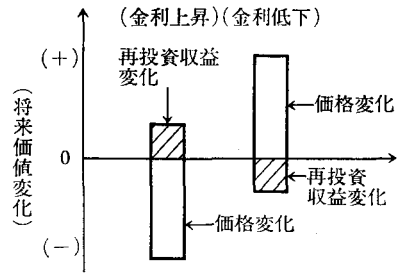 (金利上昇)(金利低下)
再投資収益
変化
(+)
価格変化
(将来価値変化)
0
再投資
収益変化
価格変化
(−)